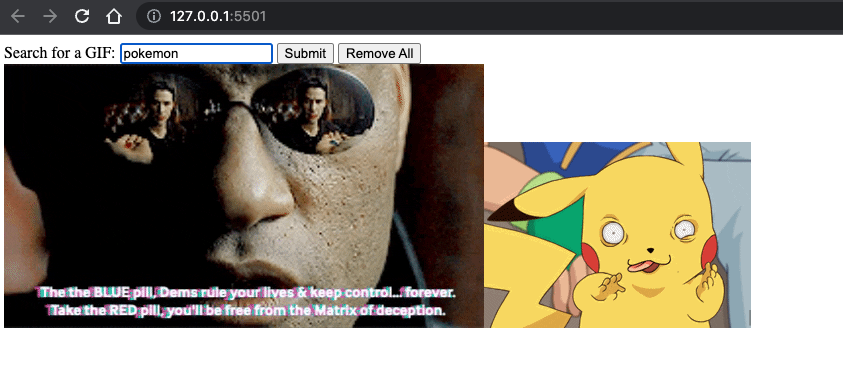 127.0.0.1:5501
Search for a GIF: pokemon Submit Remove All
The the BLUE pill, Dems rule your lives & keep control... forever.
Take the RED pill, you'll be free from the Matrix of deception.